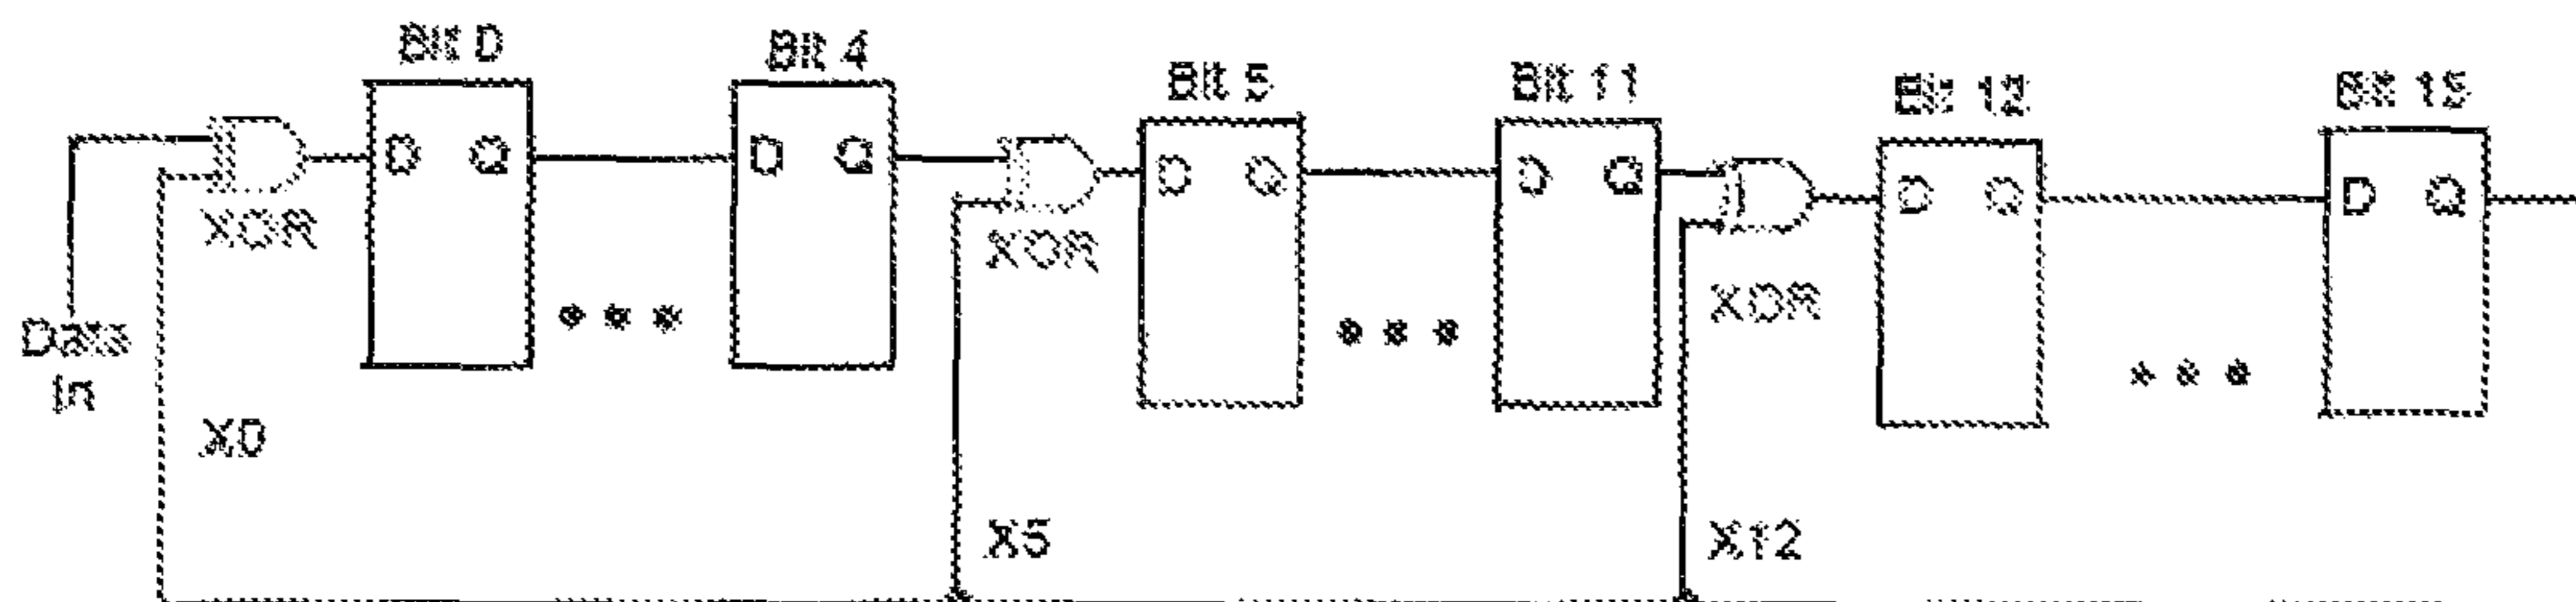 Bit 0
Bit 4
Bit 5
Bit 11
Bit 12
Bit 15
D Q
D Q
D Q
D Q
D Q
D Q
XOR
XOR
XOR
Data
In
X0
X5
X12